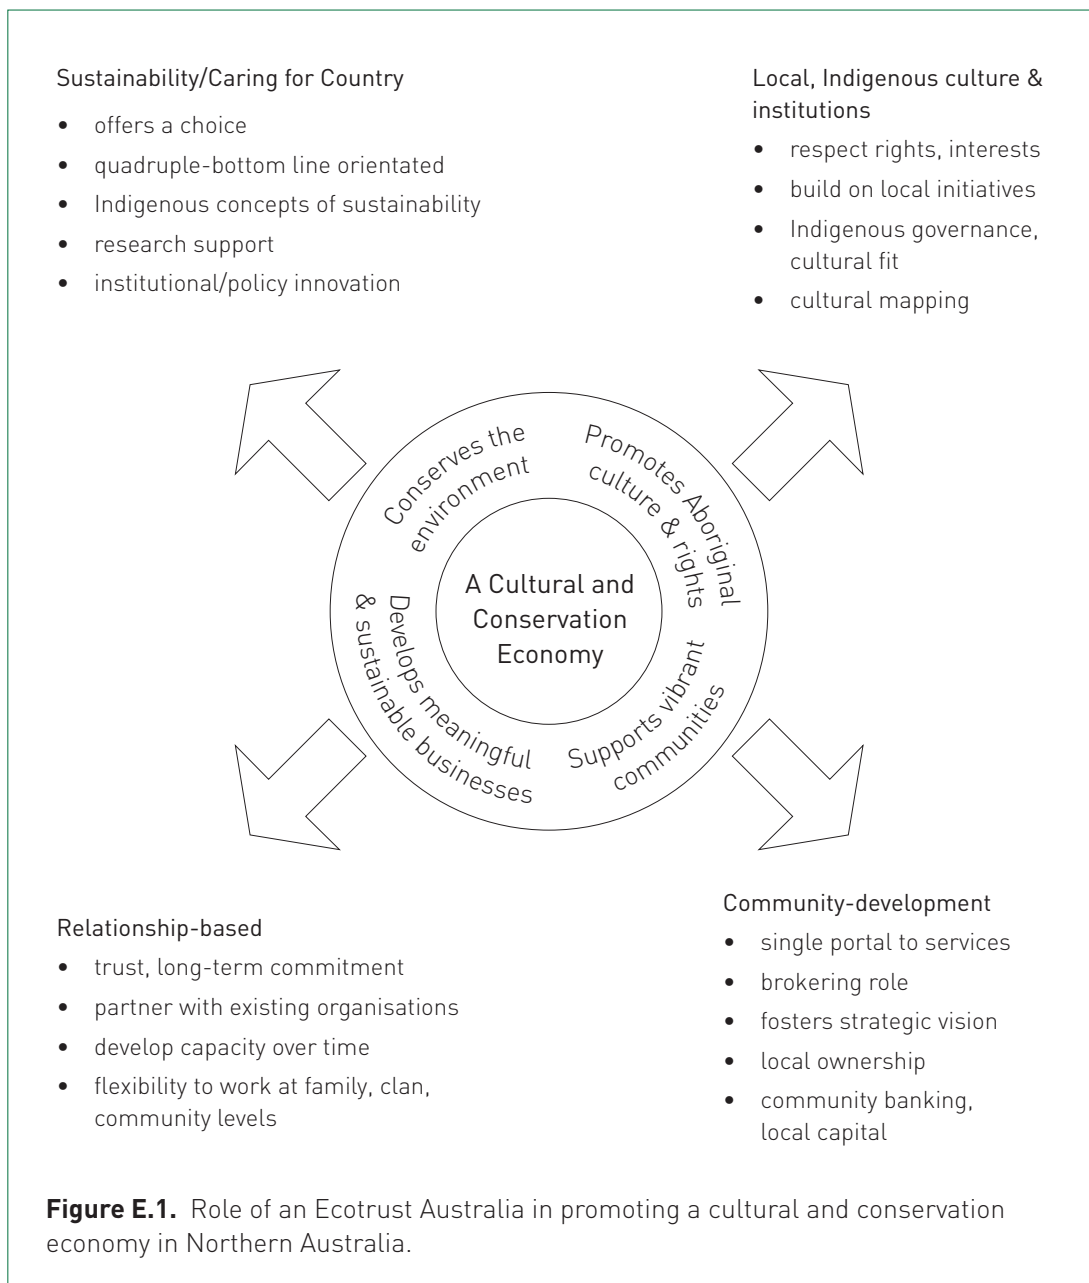 Sustainability/Caring for Country
• offers a choice
• quadruple-bottom line orientated
• Indigenous concepts of sustainability
• research support
• institutional/policy innovation
Local, Indigenous culture &
institutions
• respect rights, interests
• build on local initiatives
• Indigenous governance,
cultural fit
• cultural mapping
Conserves the
environment
Promotes Aboriginal
culture & rights
A Cultural and
Conservation
Economy
Develops meaningful
& sustainable businesses
Supports vibrant
communities
Relationship-based
• trust, long-term commitment
• partner with existing organisations
• develop capacity over time
• flexibility to work at family, clan,
community levels
Community-development
• single portal to services
• brokering role
• fosters strategic vision
• local ownership
• community banking,
local capital
Figure E.1. Role of an Ecotrust Australia in promoting a cultural and conservation
economy in Northern Australia.